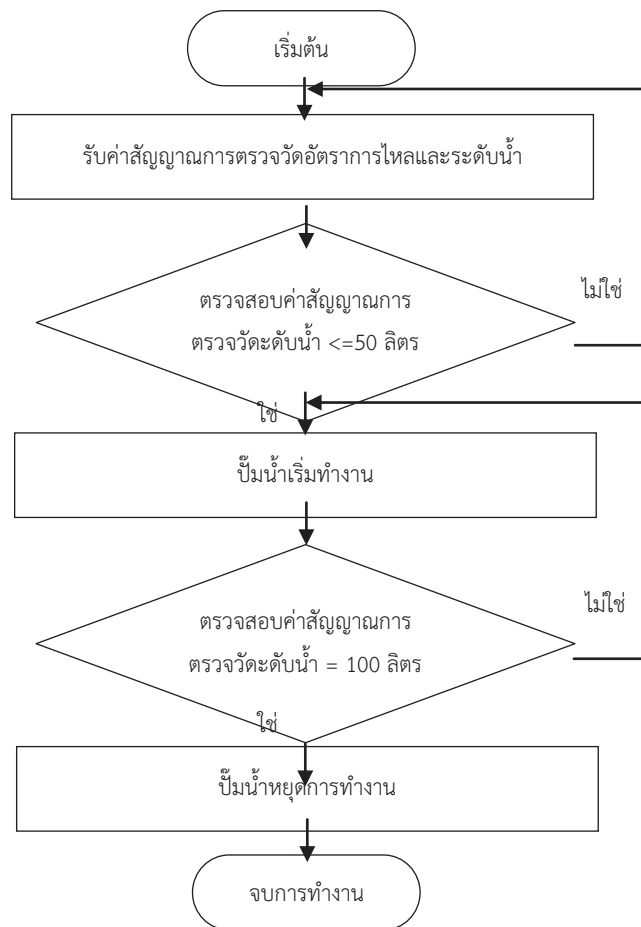 เริ่มต้น
รับค่าสัญญาณการตรวจวัดอัตราการไหลและระดับน้ำ
ตรวจสอบค่าสัญญาณการ
ตรวจวัดะดับน้ำ <=50 ลิตร
ไม่ใช่
ใช่
ปั๊มน้ำเริ่มทำงาน
ตรวจสอบค่าสัญญาณการ
ตรวจวัดะดับน้ำ = 100 ลิตร
ไม่ใช่
ใช่
ปั๊มน้ำหยุดการทำงาน
จบการทำงาน